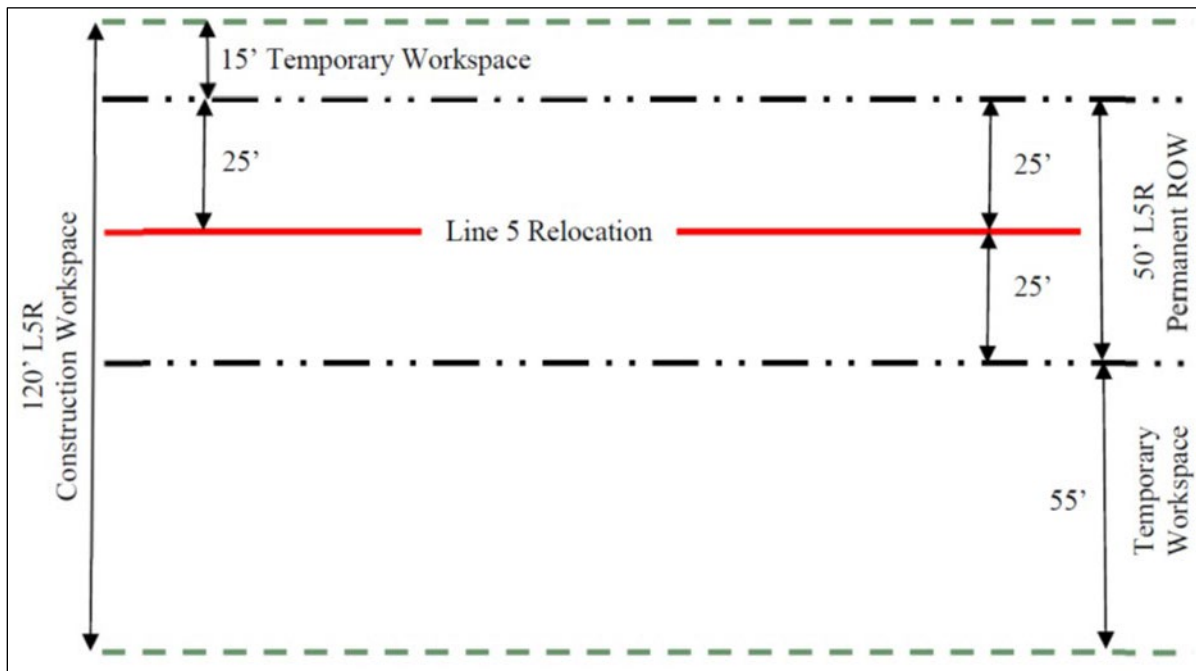 15’ Temporary Workspace
25’
25’
Line 5 Relocation
25’
120’ L5R
Construction Workspace
50’ L5R
Permanent ROW
55’
Temporary
Workspace